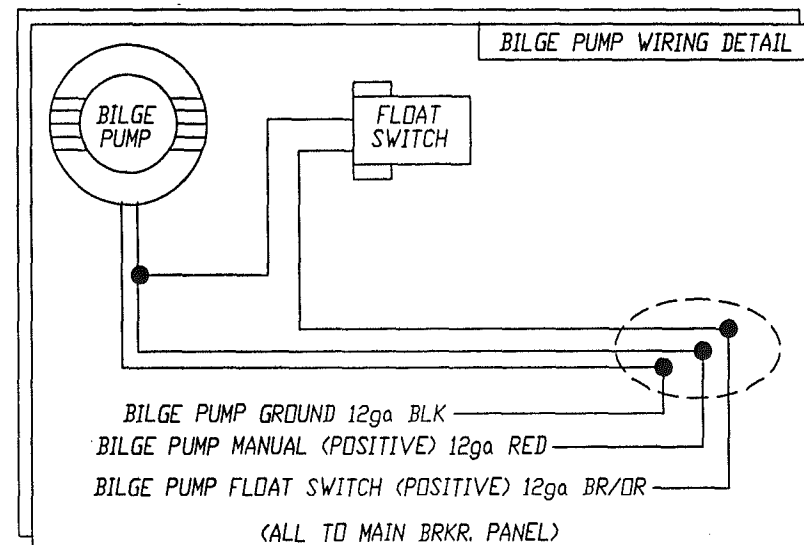 BILGE PUMP WIRING DETAIL
BILGE
PUMP
FLOAT
SWITCH
BILGE PUMP GROUND 12ga BLK
BILGE PUMP MANUAL (POSITIVE) 12ga RED
BILGE PUMP FLOAT SWITCH (POSITIVE) 12ga BR/OR
(ALL TO MAIN BRKR. PANEL)